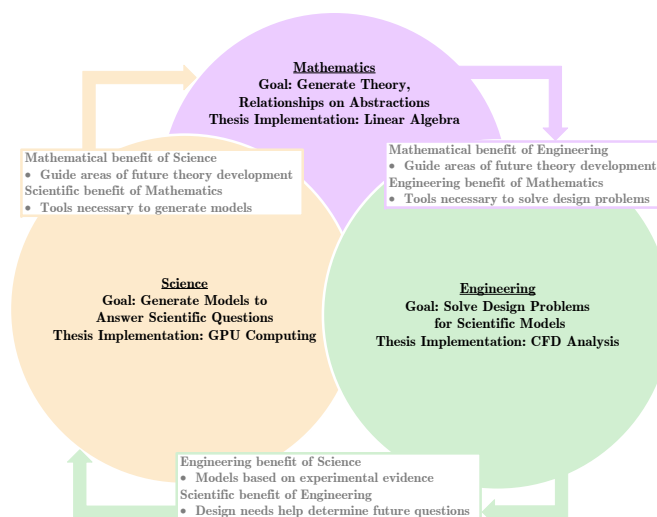 Mathematics
Goal: Generate Theory,
Relationships on Abstractions
Thesis Implementation: Linear Algebra
Mathematical benefit of Science
• Guide areas of future theory development
Scientific benefit of Mathematics
• Tools necessary to generate models
Mathematical benefit of Engineering
• Guide areas of future theory development
Engineering benefit of Mathematics
• Tools necessary to solve design problems
Science
Goal: Generate Models to
Answer Scientific Questions
Thesis Implementation: GPU Computing
Engineering
Goal: Solve Design Problems
for Scientific Models
Thesis Implementation: CFD Analysis
Engineering benefit of Science
• Models based on experimental evidence
Scientific benefit of Engineering
• Design needs help determine future questions